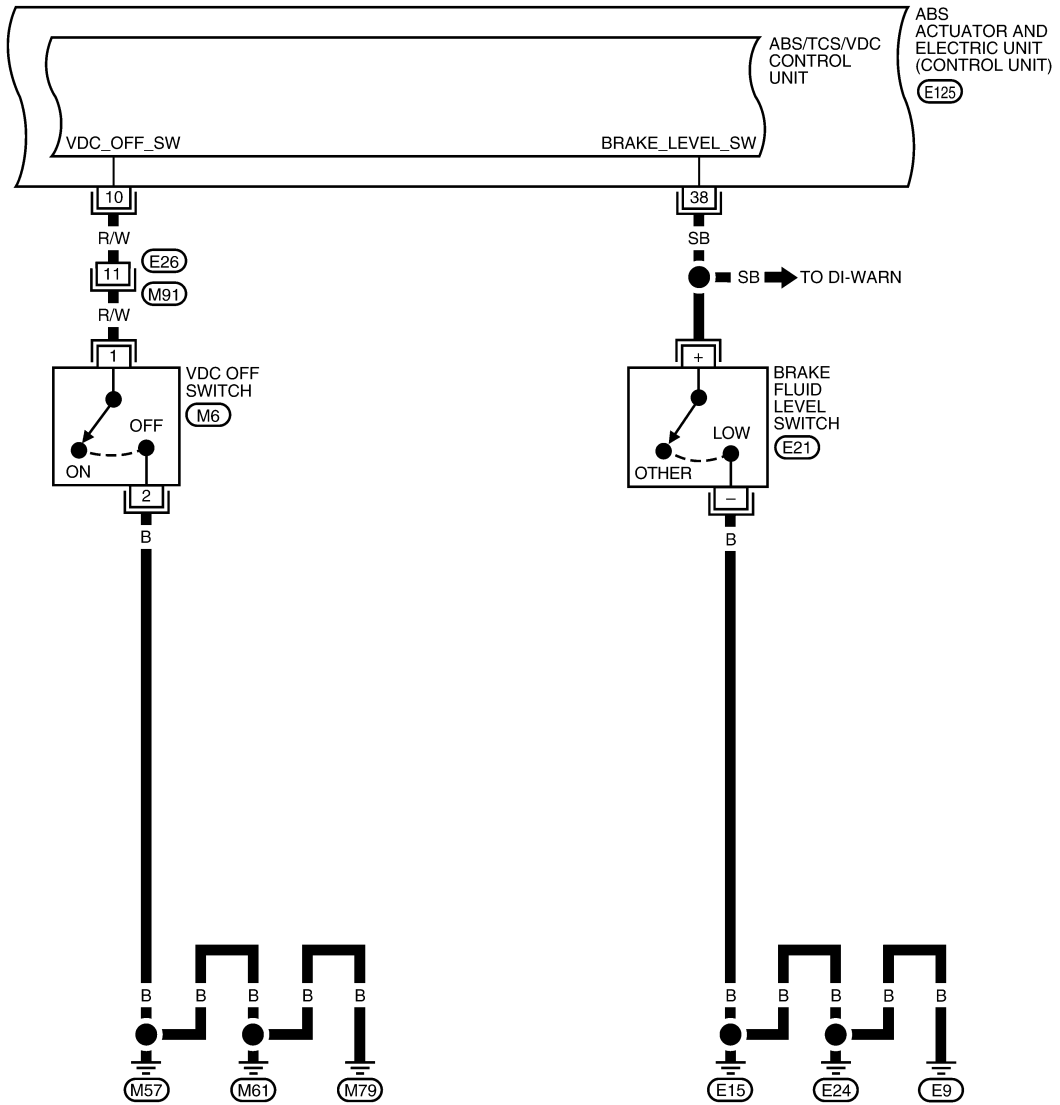 ABS
ACTUATOR AND
ELECTRIC UNIT
(CONTROL UNIT)
E125
ABS/TCS/VDC
CONTROL
UNIT
VDC_OFF_SW
BRAKE_LEVEL_SW
10
38
R/W
SB
11
E26
M91
SB
TO DI-WARN
R/W
1
+
VDC OFF
SWITCH
M6
BRAKE
FLUID
LEVEL
SWITCH
E21
OFF
ON
LOW
OTHER
2
–
B
B
B
B
B
B
B
B
B
B
B
B
M57
M61
M79
E15
E24
E9